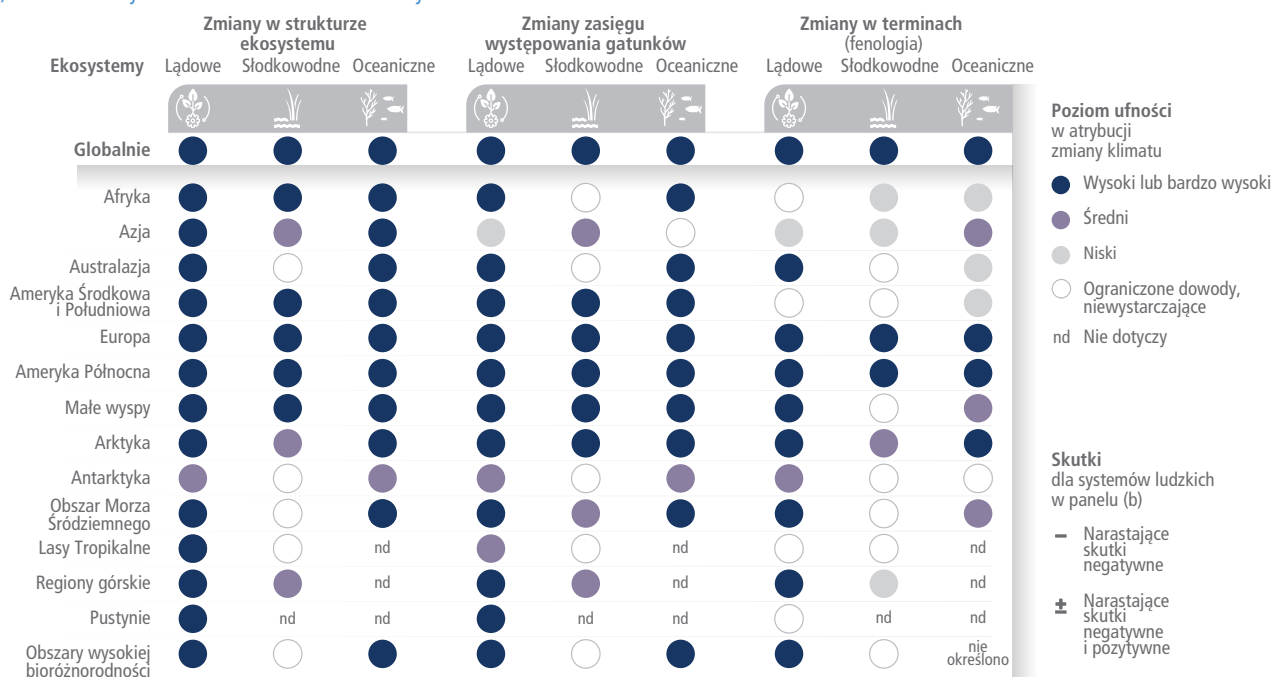 Zmiany w strukturze
ekosystemu
Zmiany zasięgu
występowania gatunków
Zmiany w terminach
(fenologia)
Ekosystemy Lądowe Słodkowodne Oceaniczne Lądowe Słodkowodne Oceaniczne Lądowe Słodkowodne Oceaniczne
Globalnie
Afryka
Azja
Australazja
Ameryka Środkowa
i Południowa
Europa
Ameryka Północna
Małe wyspy
Arktyka
Antarktyka
Obszar Morza
Śródziemnego
Lasy Tropikalne nd nd nd
Regiony górskie nd nd nd
Pustynie nd nd nd nd nd nd
Obszary wysokiej
bioróżnorodności
nie
określono
Poziom ufności
w atrybucji
zmiany klimatu
Wysoki lub bardzo wysoki
Średni
Niski
Ograniczone dowody,
niewystarczające
nd Nie dotyczy
Skutki
dla systemów ludzkich
w panelu (b)
− Narastające
skutki
negatywne
± Narastające
skutki
negatywne
i pozytywne